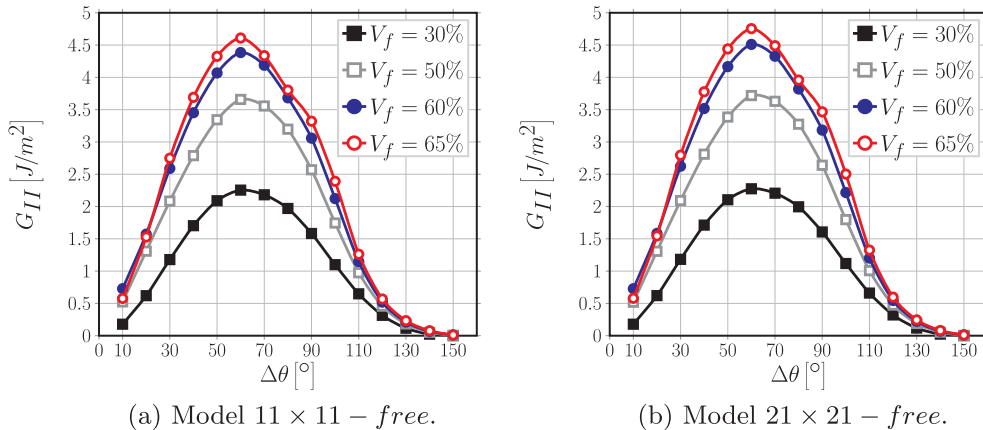 5
4.5
4
3.5
3
2.5
2
1.5
1
0.5
0
G_{II} [J/m^2]
V_f = 30%
V_f = 50%
V_f = 60%
V_f = 65%
0 10 30 50 70 90 110 130 150
Δθ [°]
(a) Model 11 × 11 − free.
5
4.5
4
3.5
3
2.5
2
1.5
1
0.5
0
G_{II} [J/m^2]
V_f = 30%
V_f = 50%
V_f = 60%
V_f = 65%
0 10 30 50 70 90 110 130 150
Δθ [°]
(b) Model 21 × 21 − free.